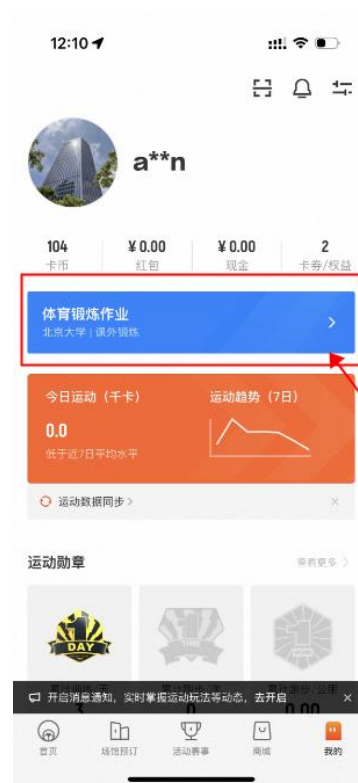 12:10
a**n
104
¥0.00
¥0.00
2
卡币
红包
现金
卡券/权益
体育锻炼作业
北京大学 | 课外锻炼
今日运动（千卡）
运动趋势（7日）
0.0
低于近7日平均水平
运动数据同步>
运动勋章
查看更多
1
DAY
开启消息通知，实时掌握运动玩法等动态，去开启
首页
场馆预订
活动赛事
商城
我的